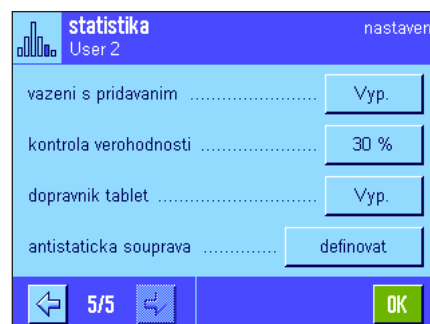 statistika
nastaven
User 2
vazeni s pridavanim ........................ Vyp.
kontrola verohodnosti ...................... 30 %
dopravnik tablet .............................. Vyp.
antistaticka souprava .............. definovat
5/5
OK